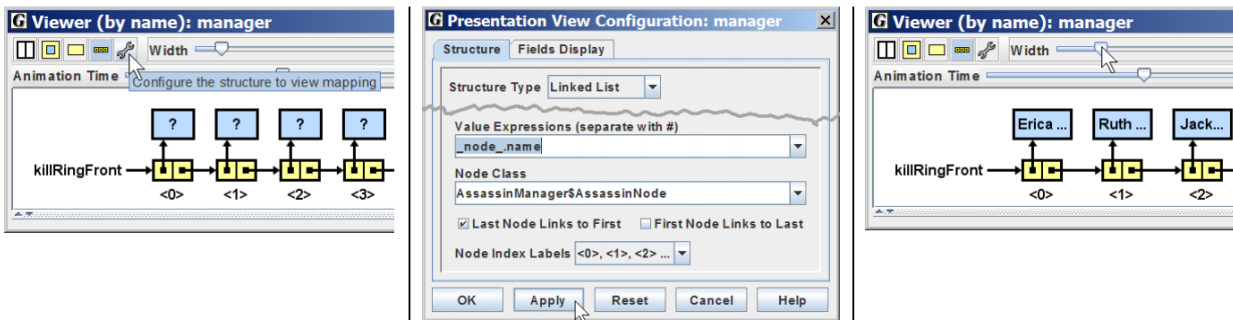 G Viewer (by name): manager
Width
Animation Time
Configure the structure to view mapping
? ? ? ?
killRingFront
<0> <1> <2> <3>
G Presentation View Configuration: manager X
Structure Fields Display
Structure Type Linked List
Value Expressions (separate with #)
_node_.name
Node Class
AssassinManager$AssassinNode
Last Node Links to First First Node Links to Last
Node Index Labels <0>, <1>, <2> ...
OK Apply Reset Cancel Help
G Viewer (by name): manager
Width
Animation Time
Erica ... Ruth ... Jack...
killRingFront
<0> <1> <2>